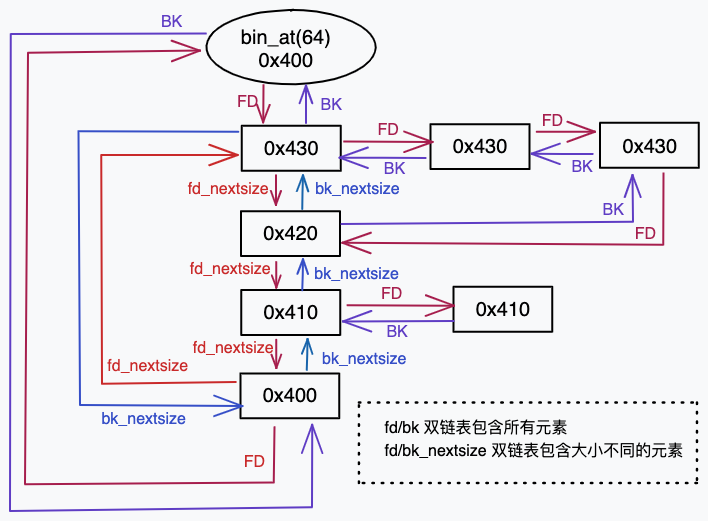 BK
bin_at(64)
0x400
FD
BK
FD
FD
0x430
0x430
0x430
BK
BK
fd_nextsize
bk_nextsize
BK
0x420
FD
fd_nextsize
bk_nextsize
FD
0x410
0x410
BK
fd_nextsize
bk_nextsize
fd_nextsize
0x400
bk_nextsize
fd/bk 双链表包含所有元素
fd/bk_nextsize 双链表包含大小不同的元素
FD